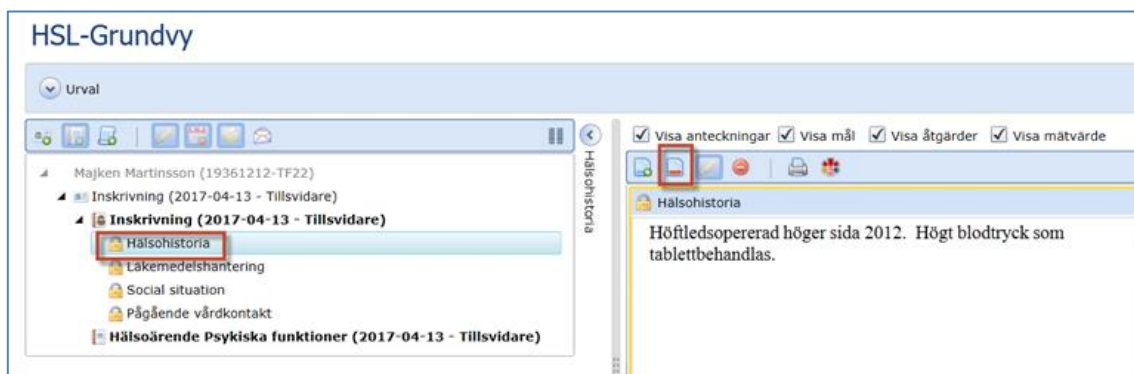 HSL-Grundvy
Urval
Visa anteckningar Visa mål Visa åtgärder Visa mätvärde
Majken Martinsson (19361212-TF22)
Inskrivning (2017-04-13 - Tillsvidare)
Inskrivning (2017-04-13 - Tillsvidare)
Hälsohistoria
Läkemedelshantering
Social situation
Pågående vårdkontakt
Hälsoärende Psykiska funktioner (2017-04-13 - Tillsvidare)
Hälsohistoria
Hälsohistoria
Höftledsopererad höger sida 2012. Högt blodtryck som
tablettbehandlas.